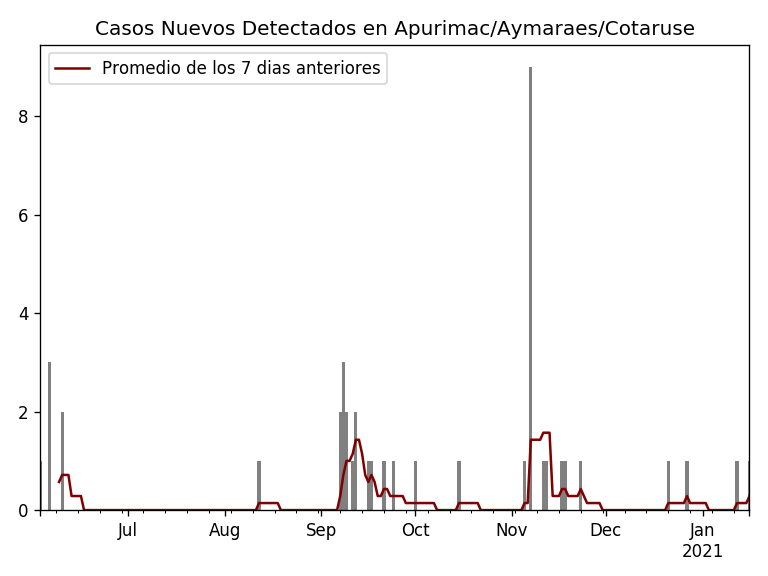 Casos Nuevos Detectados en Apurimac/Aymaraes/Cotaruse
Promedio de los 7 dias anteriores
8
6
4
2
0
Jul Aug Sep Oct Nov Dec Jan
2021